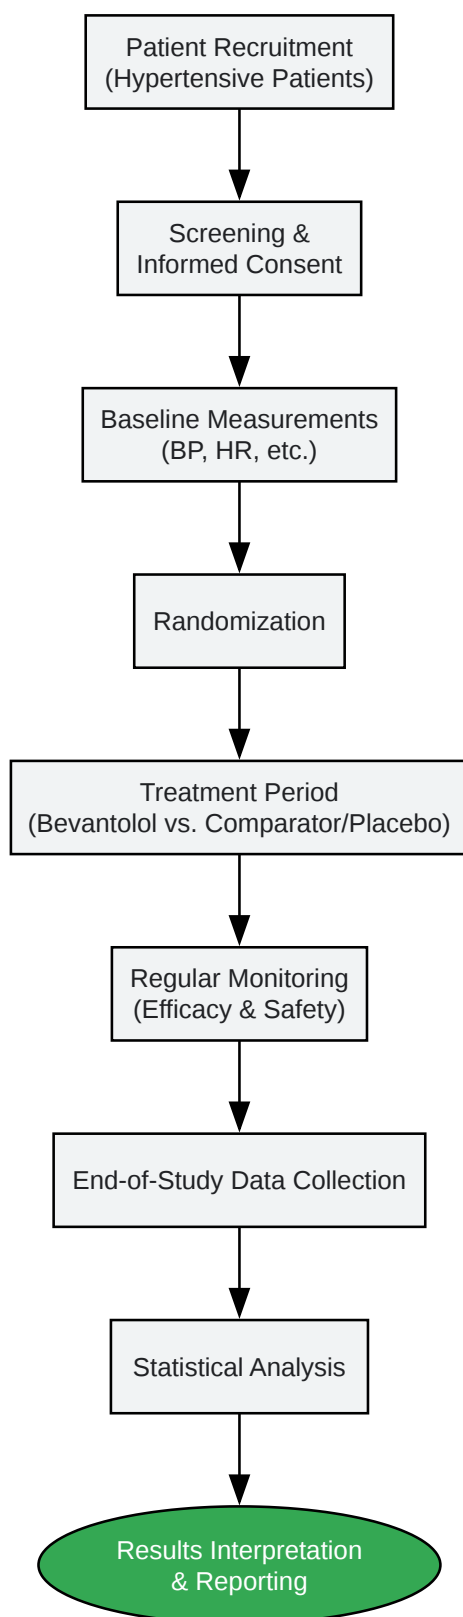 Patient Recruitment
(Hypertensive Patients)
Screening &
Informed Consent
Baseline Measurements
(BP, HR, etc.)
Randomization
Treatment Period
(Bevantolol vs. Comparator/Placebo)
Regular Monitoring
(Efficacy & Safety)
End-of-Study Data Collection
Statistical Analysis
Results Interpretation
& Reporting